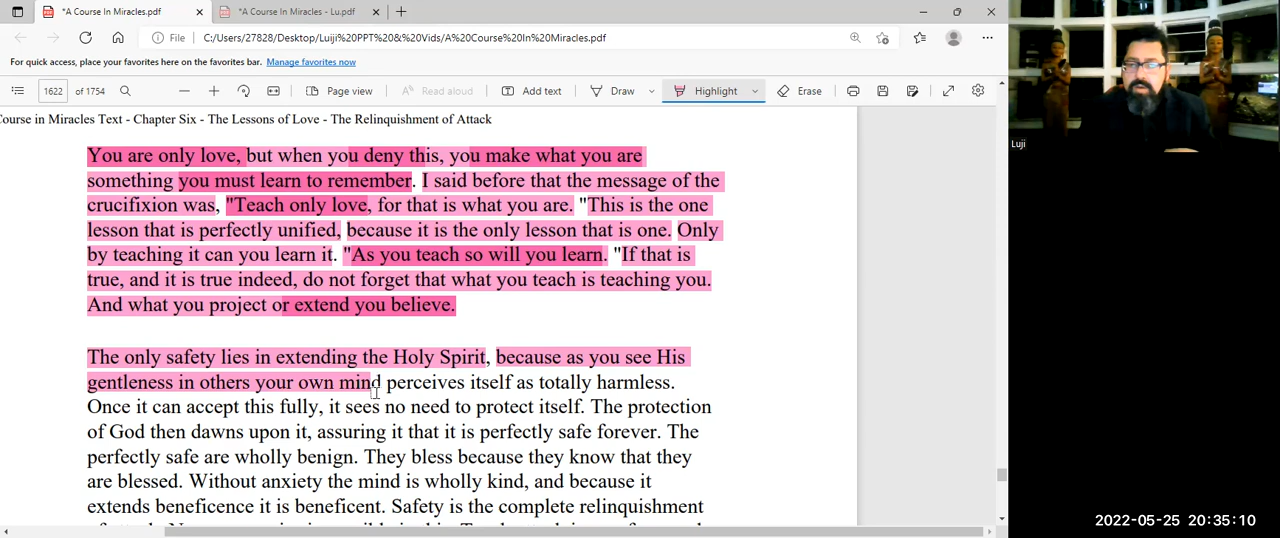 *A Course In Miracles.pdf
*A Course In Miracles - Lu.pdf
File
C:/Users/27828/Desktop/Luiji%20PPT%20&%20Vids/A%20Course%20In%20Miracles.pdf
For quick access, place your favorites here on the favorites bar. Manage favorites now
1622 of 1754
Page view
Read aloud
Add text
Draw
Highlight
Erase
Course in Miracles Text - Chapter Six - The Lessons of Love - The Relinquishment of Attack
You are only love, but when you deny this, you make what you are
something you must learn to remember. I said before that the message of the
crucifixion was, "Teach only love, for that is what you are. "This is the one
lesson that is perfectly unified, because it is the only lesson that is one. Only
by teaching it can you learn it. "As you teach so will you learn. "If that is
true, and it is true indeed, do not forget that what you teach is teaching you.
And what you project or extend you believe.
The only safety lies in extending the Holy Spirit, because as you see His
gentleness in others your own mind perceives itself as totally harmless.
Once it can accept this fully, it sees no need to protect itself. The protection
of God then dawns upon it, assuring it that it is perfectly safe forever. The
perfectly safe are wholly benign. They bless because they know that they
are blessed. Without anxiety the mind is wholly kind, and because it
extends beneficence it is beneficent. Safety is the complete relinquishment
Luji
2022-05-25 20:35:10